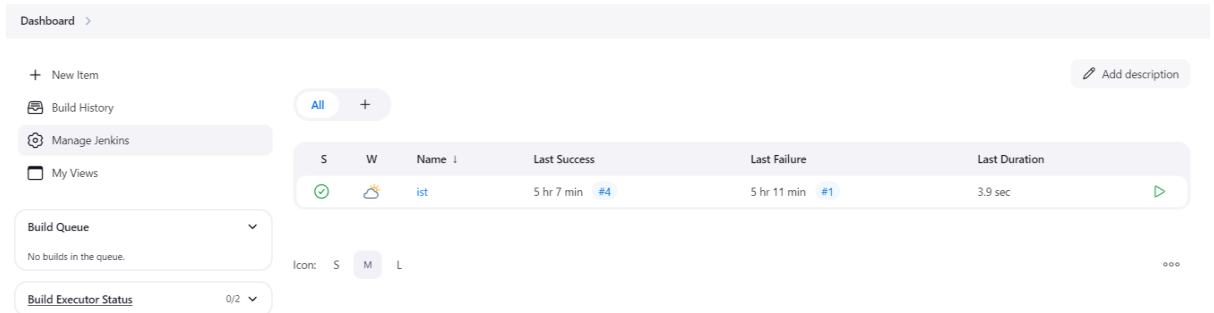 Dashboard >
+ New Item
Build History
Manage Jenkins
My Views
Build Queue
No builds in the queue.
Build Executor Status 0/2
Add description
All +
S W Name ↓ Last Success Last Failure Last Duration
ist 5 hr 7 min #4 5 hr 11 min #1 3.9 sec
Icon: S M L